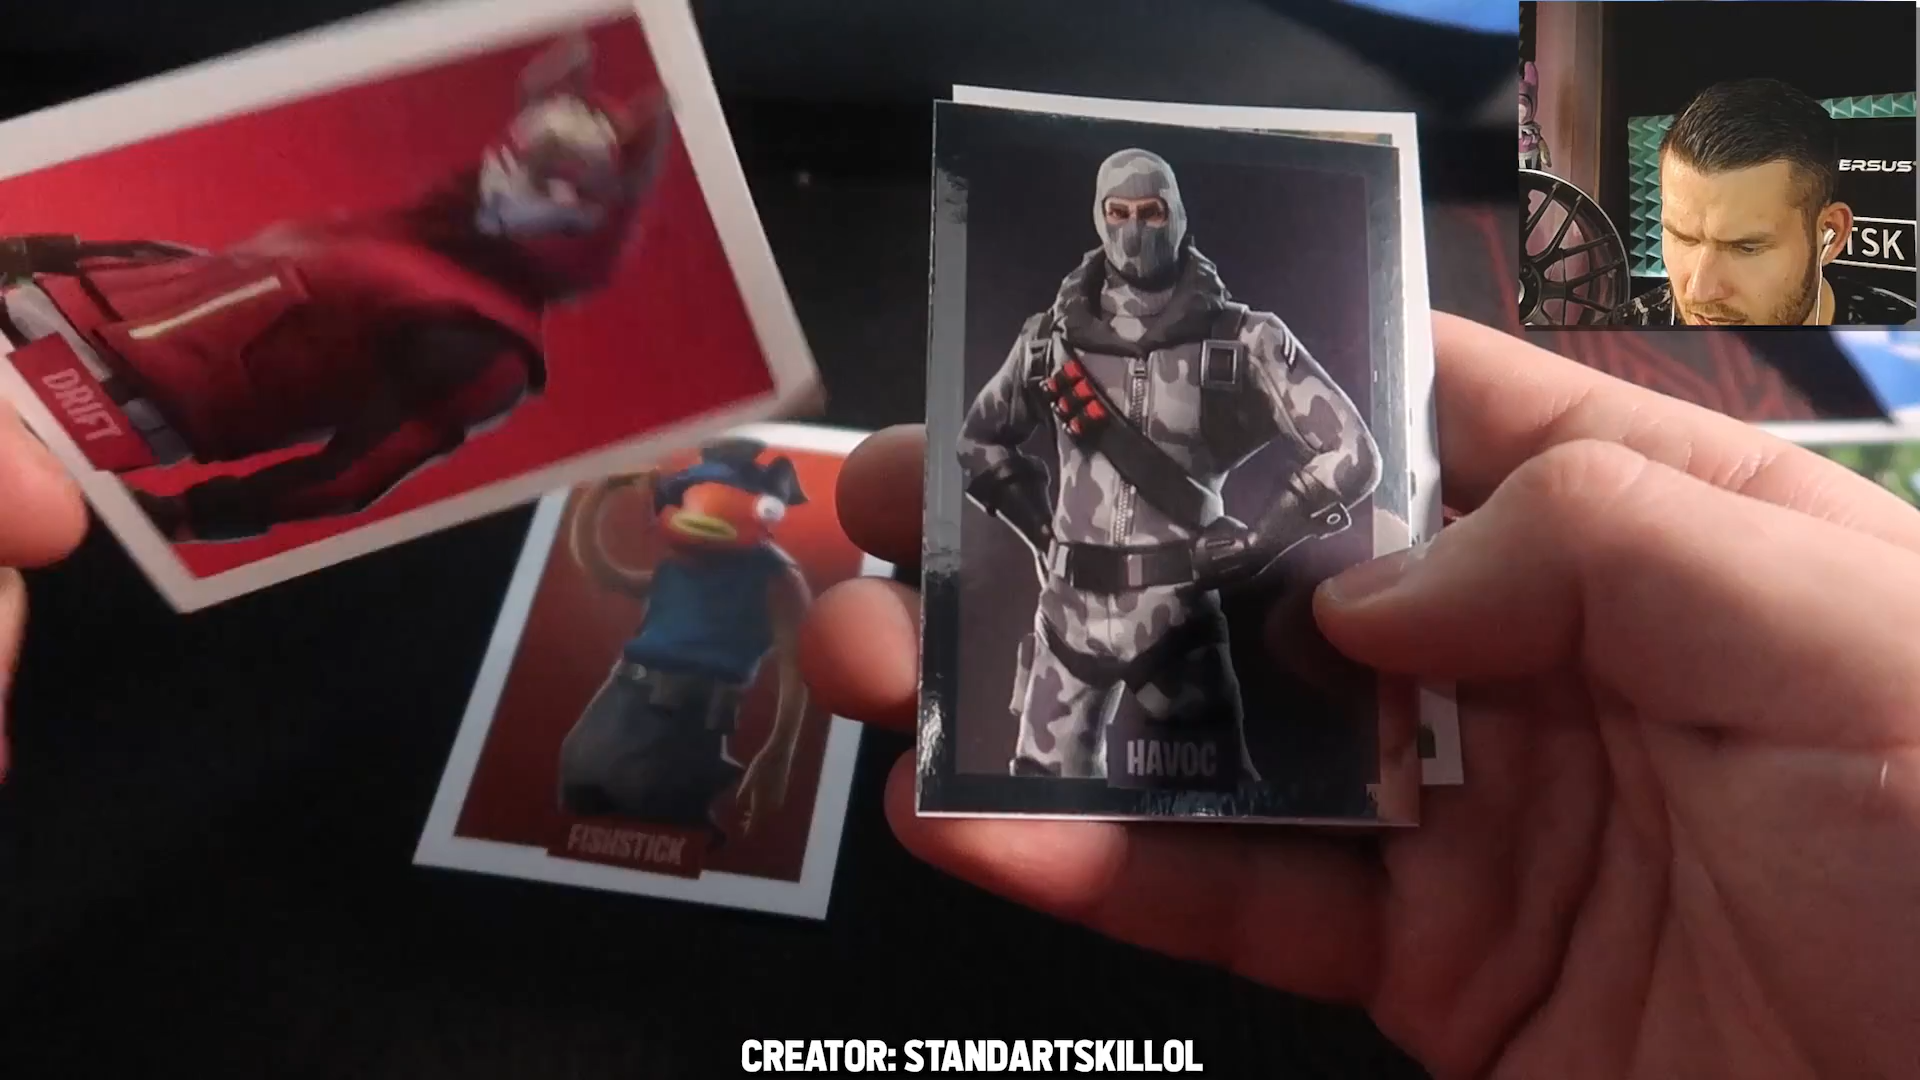 ERSUS
TSK
DRIFT
HAVOC
FISHSTICK
CREATOR: STANDARTSKILLOL